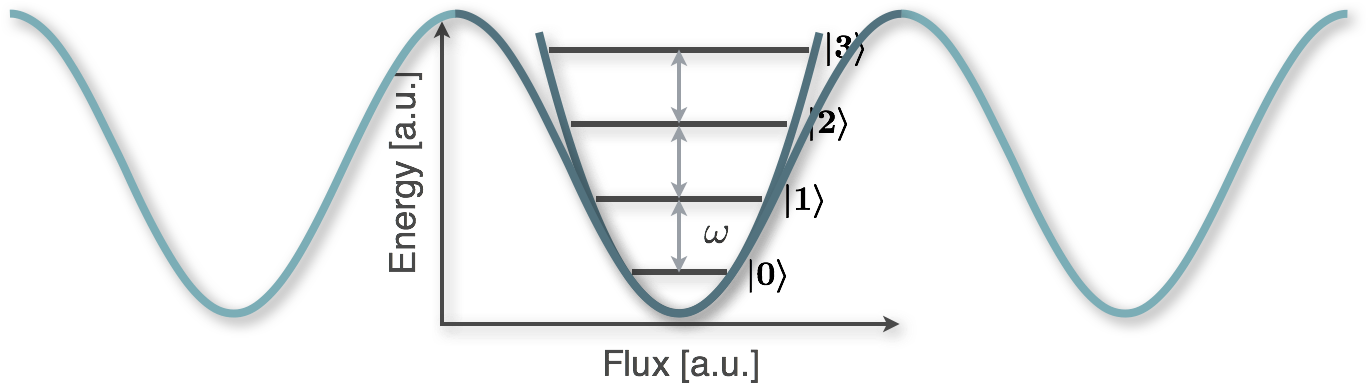 |3⟩
|2⟩
|1⟩
ω
|0⟩
Energy [a.u.]
Flux [a.u.]